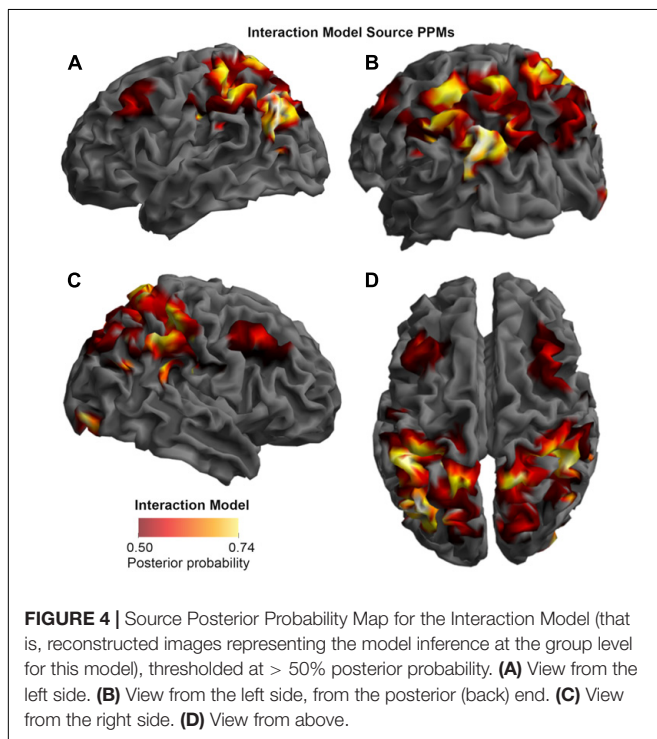 Interaction Model Source PPMs
A
B
C
D
Interaction Model
0.50 0.74
Posterior probability
FIGURE 4 | Source Posterior Probability Map for the Interaction Model (that
is, reconstructed images representing the model inference at the group level
for this model), thresholded at > 50% posterior probability. (A) View from the
left side. (B) View from the left side, from the posterior (back) end. (C) View
from the right side. (D) View from above.